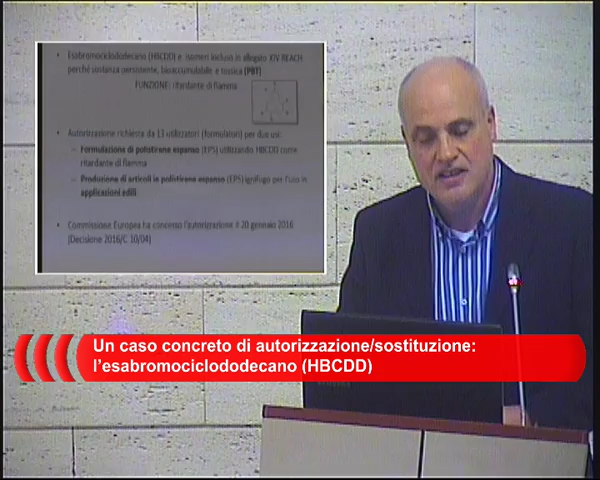 • Esabromociclododecano (HBCDD) e isomeri incluso in allegato XIV REACH
perché sostanza persistente, bioaccumulabile e tossica (PBT)
FUNZIONE: ritardante di fiamma
• Autorizzazione richiesta da 13 utilizzatori (formulatori) per due usi:
– Formulazione di polistirene espanso (EPS) utilizzando HBCDD come
ritardante di fiamma
– Produzione di articoli in polistirene espanso (EPS) ignifugo per l'uso in
applicazioni edili
• Commissione Europea ha concesso l'autorizzazione il 20 gennaio 2016
(Decisione 2016/C 10/04)
Un caso concreto di autorizzazione/sostituzione:
l'esabromociclododecano (HBCDD)